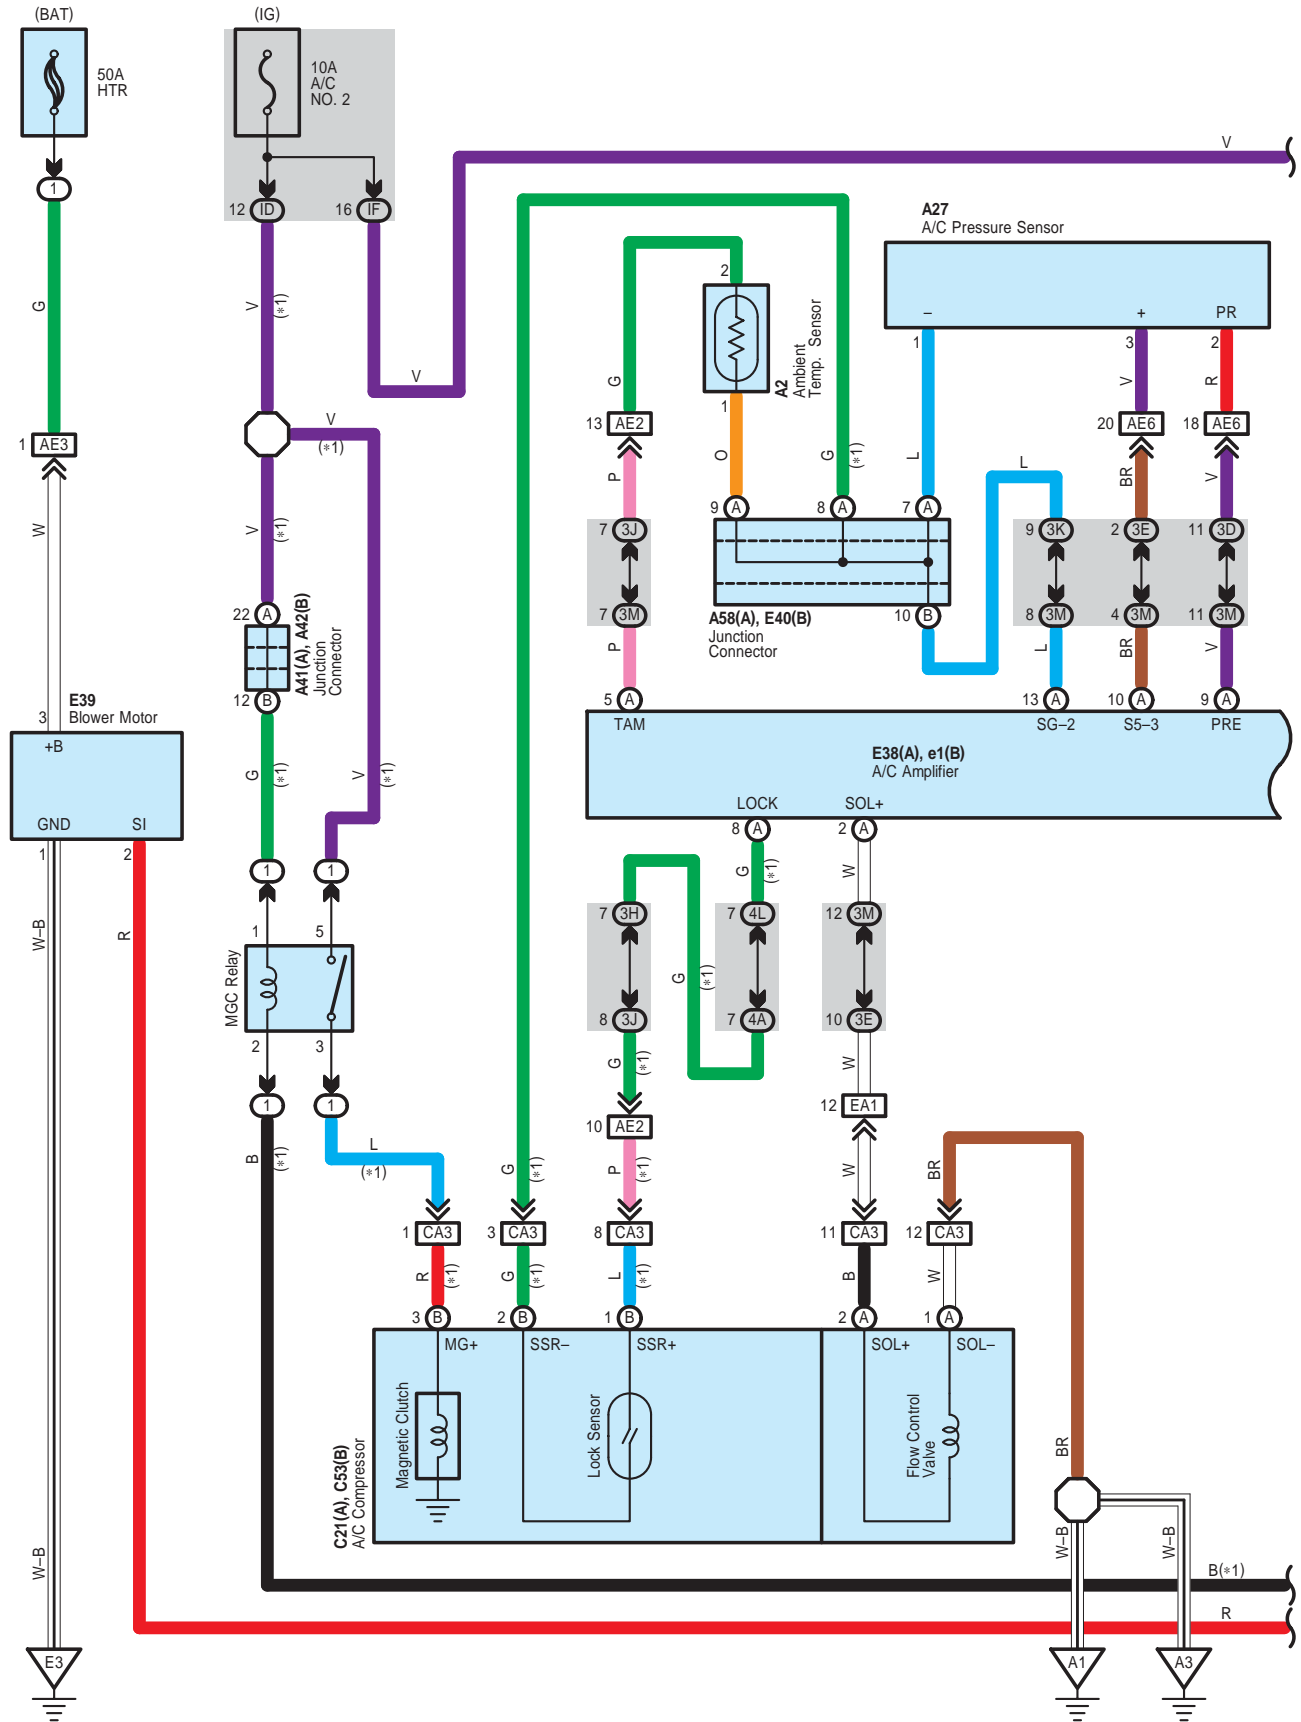 (BAT)
(IG)
50A
HTR
10A
A/C
NO. 2
V
1
12 ID
16 IF
A27
A/C Pressure Sensor
– + PR
1 3 2
G
V
(∗1)
V
2
A2
Ambient
Temp. Sensor
1
G
13 AE2
O
G
(∗1)
L
V
R
20 AE6
18 AE6
1 AE3
V
(∗1)
P
L
BR
V
W
V
(∗1)
9 A
8 A
7 A
7 3J
9 3K
2 3E
11 3D
7 3M
10 B
8 3M
4 3M
11 3M
22 A
A41(A), A42(B)
Junction
Connector
12 B
A58(A), E40(B)
Junction
Connector
P
L
BR
V
E39
3 Blower Motor
+B
GND SI
1 2
5 A
13 A
10 A
9 A
TAM
SG–2
S5–3
PRE
E38(A), e1(B)
A/C Amplifier
LOCK
SOL+
8 A
2 A
G
(∗1)
V
(∗1)
1
1
G
(∗1)
W
W–B
R
1 5
MGC Relay
2 3
7 3H
7 4L
12 3M
G
(∗1)
8 3J
7 4A
10 3E
G
(∗1)
W
1
1
10 AE2
12 EA1
B
(∗1)
L
(∗1)
G
(∗1)
P
(∗1)
W
BR
1 CA3
3 CA3
8 CA3
11 CA3
12 CA3
R
(∗1)
G
(∗1)
L
(∗1)
B
W
3 B
2 B
1 B
2 A
1 A
MG+
SSR–
SSR+
SOL+
SOL–
C21(A), C53(B)
A/C Compressor
Magnetic Clutch
Lock Sensor
Flow Control
Valve
BR
W–B
W–B
W–B
B(∗1)
R
E3
A1
A3